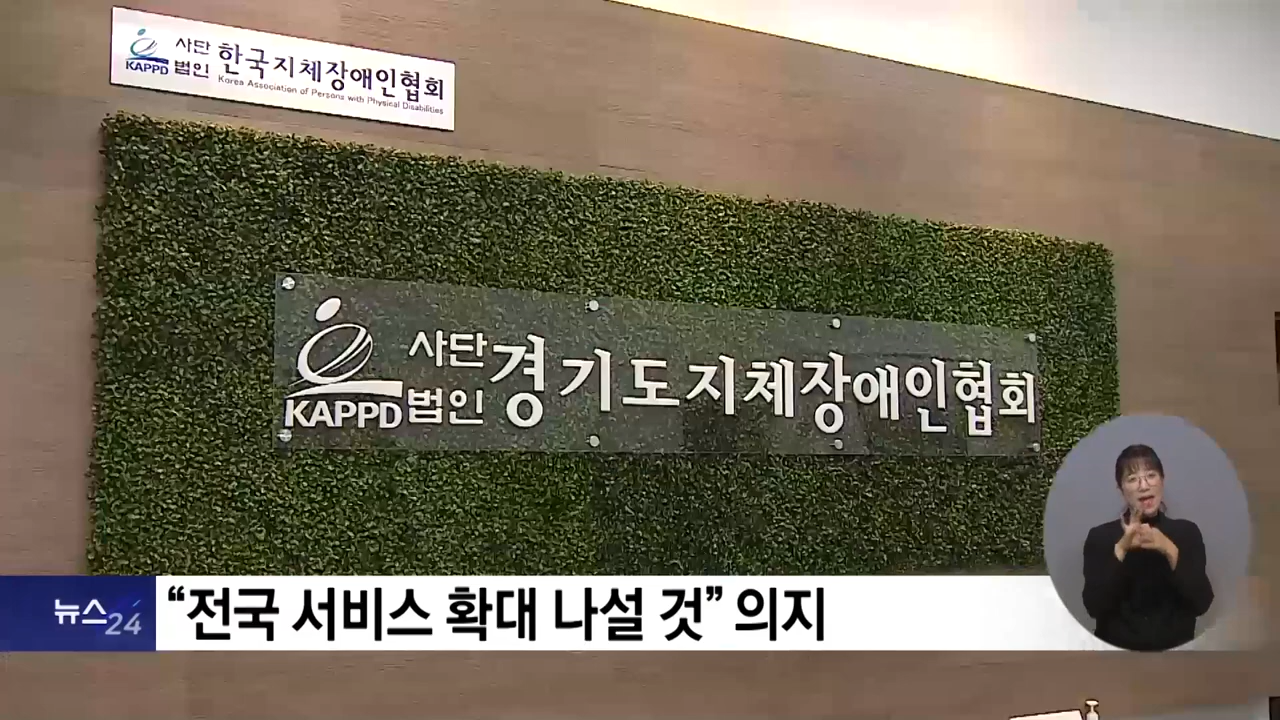 KAPPD
사단
법인
한국지체장애인협회
Korea Association of Persons with Physical Disabilities
KAPPD
사단
법인
경기도지체장애인협회
뉴스24
“전국 서비스 확대 나설 것” 의지